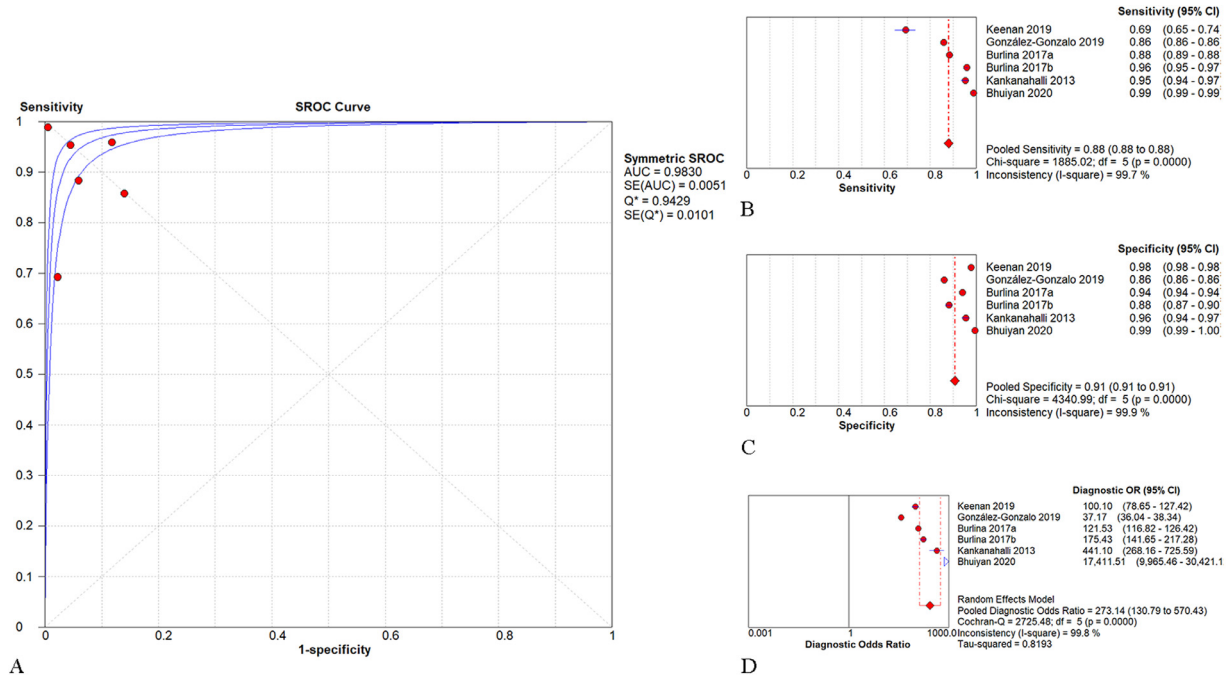 Sensitivity
SROC Curve
1
0.9
0.8
0.7
0.6
0.5
0.4
0.3
0.2
0.1
0
0
0.2
0.4
0.6
0.8
1
1-specificity
Symmetric SROC
AUC = 0.9830
SE(AUC) = 0.0051
Q* = 0.9429
SE(Q*) = 0.0101
A
Sensitivity (95% CI)
Keenan 2019 0.69 (0.65 - 0.74
González-Gonzalo 2019 0.86 (0.86 - 0.86
Burlina 2017a 0.88 (0.89 - 0.88
Burlina 2017b 0.96 (0.95 - 0.97
Kankanahalli 2013 0.95 (0.94 - 0.97
Bhuiyan 2020 0.99 (0.99 - 0.99
Pooled Sensitivity = 0.88 (0.88 to 0.88)
Chi-square = 1885.02; df = 5 (p = 0.0000)
Inconsistency (I-square) = 99.7 %
0 0.2 0.4 0.6 0.8 1
Sensitivity
B
Specificity (95% CI)
Keenan 2019 0.98 (0.98 - 0.98)
González-Gonzalo 2019 0.86 (0.86 - 0.86
Burlina 2017a 0.94 (0.94 - 0.94
Burlina 2017b 0.88 (0.87 - 0.90
Kankanahalli 2013 0.96 (0.94 - 0.97
Bhuiyan 2020 0.99 (0.99 - 1.00)
Pooled Specificity = 0.91 (0.91 to 0.91)
Chi-square = 4340.99; df = 5 (p = 0.0000)
Inconsistency (I-square) = 99.9 %
0 0.2 0.4 0.6 0.8 1
Specificity
C
Diagnostic OR (95% CI)
Keenan 2019 100.10 (78.65 - 127.42)
González-Gonzalo 2019 37.17 (36.04 - 38.34)
Burlina 2017a 121.53 (116.82 - 126.42)
Burlina 2017b 175.43 (141.65 - 217.28)
Kankanahalli 2013 441.10 (268.16 - 725.59)
Bhuiyan 2020 17,411.51 (9,965.46 - 30,421.1
Random Effects Model
Pooled Diagnostic Odds Ratio = 273.14 (130.79 to 570.43)
Cochran-Q = 2725.48; df = 5 (p = 0.0000)
Inconsistency (I-square) = 99.8 %
Tau-squared = 0.8193
0.001 1 1000.0
Diagnostic Odds Ratio
D